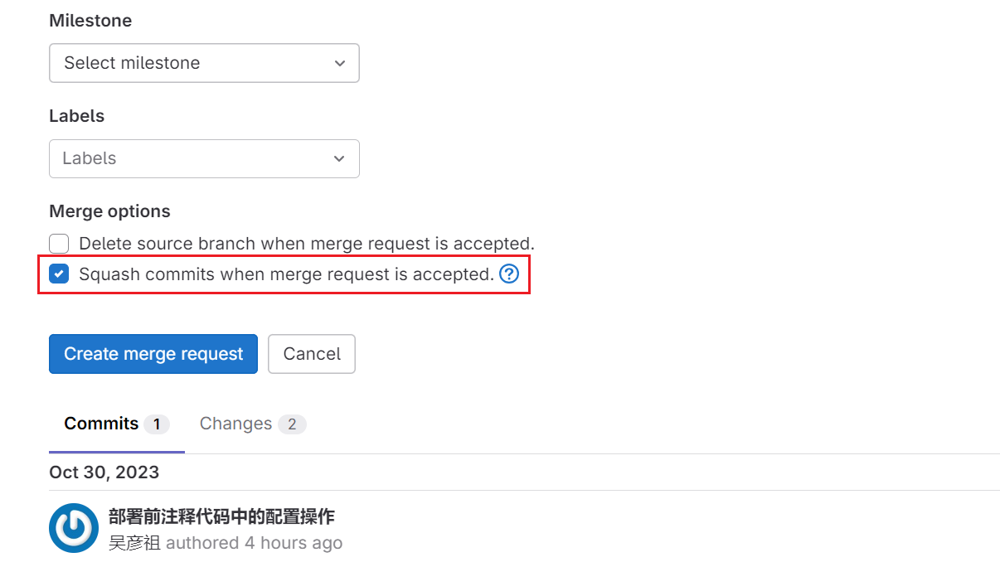 Milestone
Select milestone
Labels
Labels
Merge options
Delete source branch when merge request is accepted.
Squash commits when merge request is accepted. ?
Create merge request Cancel
Commits 1 Changes 2
Oct 30, 2023
部署前注释代码中的配置操作
吴彦祖 authored 4 hours ago